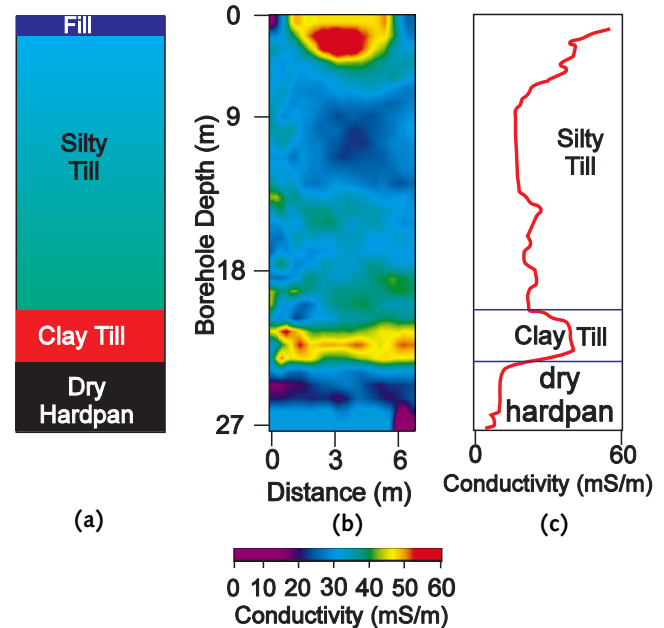 Fill
Silty
Till
Clay Till
Dry
Hardpan
(a)
Borehole Depth (m)
0
9
18
27
0 3 6
Distance (m)
(b)
Silty
Till
Clay Till
dry
hardpan
0 60
Conductivity (mS/m)
(c)
0 10 20 30 40 50 60
Conductivity (mS/m)